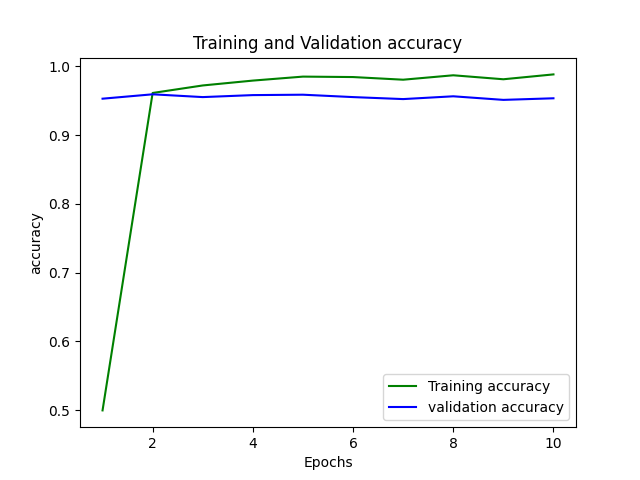 Training and Validation accuracy
1.0
0.9
0.8
0.7
0.6
0.5
accuracy
2
4
6
8
10
Epochs
Training accuracy
validation accuracy